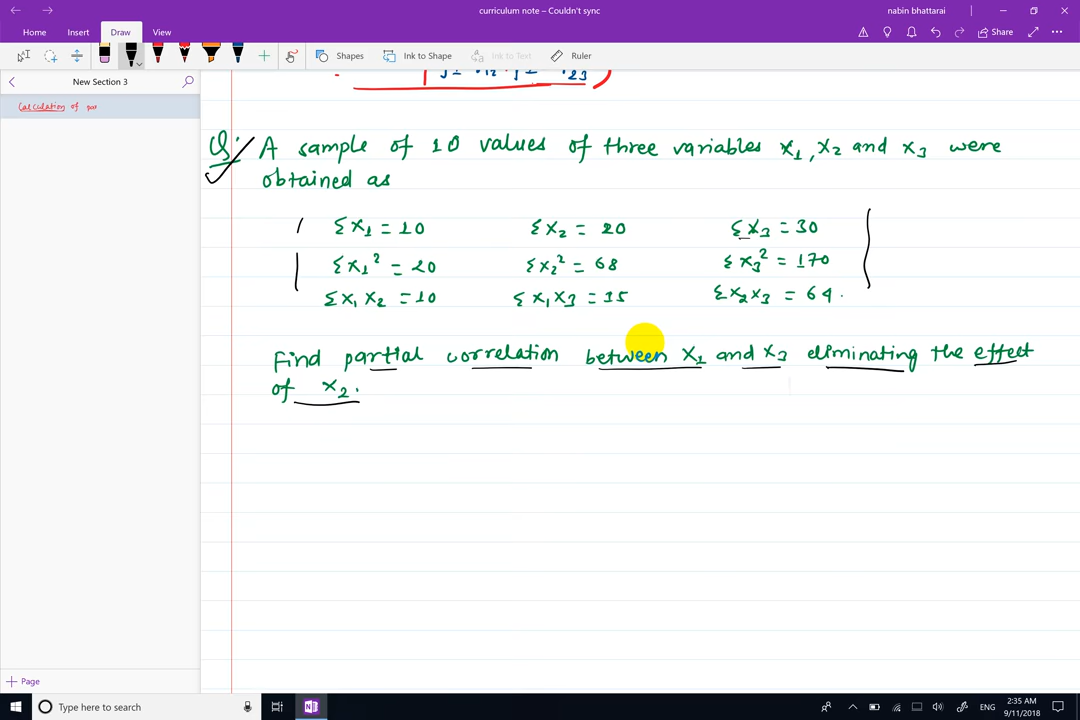 curriculum note – Couldn't sync
nabin bhattarai
Home Insert Draw View
Share
Shapes Ink to Shape Ink to Text Ruler
New Section 3
Calculation of par
r23
Q: A sample of 10 values of three variables x1, x2 and x3 were
obtained as
Σx1 = 10 Σx2 = 20 Σx3 = 30
Σx1² = 20 Σx2² = 68 Σx3² = 170
Σx1x2 = 10 Σx1x3 = 15 Σx2x3 = 64.
Find partial correlation between x1 and x3 eliminating the effect
of x2.
+ Page
Type here to search
ENG
2:35 AM
9/11/2018